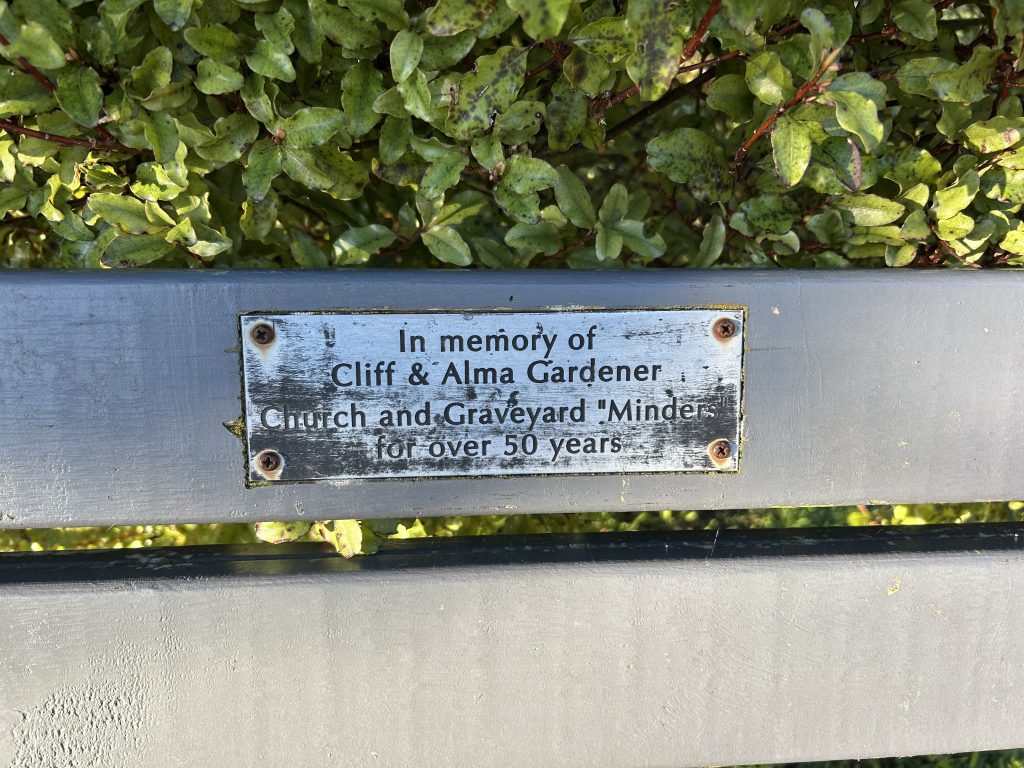 In memory of
Cliff & Alma Gardener
Church and Graveyard "Minders"
for over 50 years